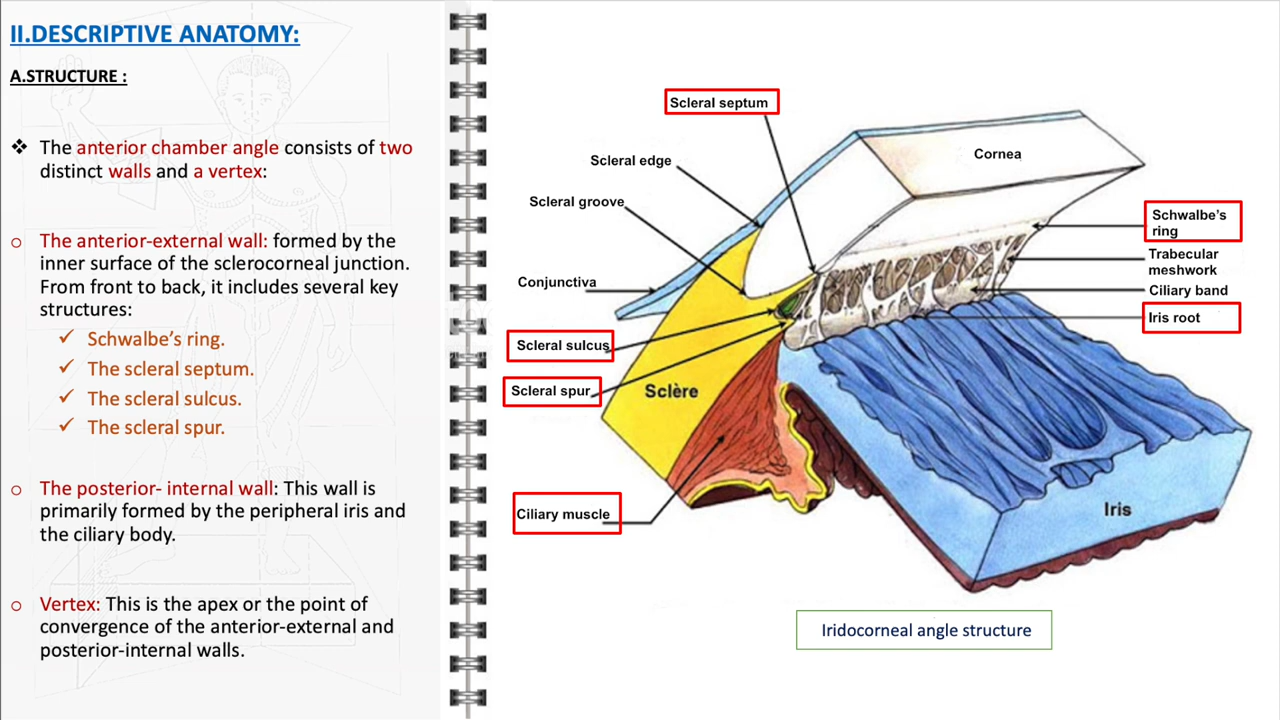 II.DESCRIPTIVE ANATOMY:
A.STRUCTURE :
❖ The anterior chamber angle consists of two
distinct walls and a vertex:
o The anterior-external wall: formed by the
inner surface of the sclerocorneal junction.
From front to back, it includes several key
structures:
✓ Schwalbe’s ring.
✓ The scleral septum.
✓ The scleral sulcus.
✓ The scleral spur.
o The posterior- internal wall: This wall is
primarily formed by the peripheral iris and
the ciliary body.
o Vertex: This is the apex or the point of
convergence of the anterior-external and
posterior-internal walls.
Scleral septum
Scleral edge
Scleral groove
Conjunctiva
Scleral sulcus
Scleral spur
Ciliary muscle
Sclère
Cornea
Schwalbe’s
ring
Trabecular
meshwork
Ciliary band
Iris root
Iris
Iridocorneal angle structure